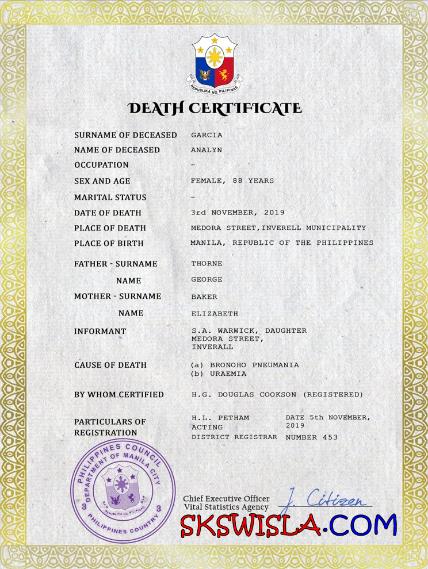 DEATH CERTIFICATE
SURNAME OF DECEASED GARCIA
NAME OF DECEASED ANALYN
OCCUPATION –
SEX AND AGE FEMALE, 88 YEARS
MARITAL STATUS –
DATE OF DEATH 3rd NOVEMBER, 2019
PLACE OF DEATH MEDORA STREET,INVERELL MUNICIPALITY
PLACE OF BIRTH MANILA, REPUBLIC OF THE PHILIPPINES
FATHER - SURNAME THORNE
NAME GEORGE
MOTHER - SURNAME BAKER
NAME ELIZABETH
INFORMANT S.A. WARWICK, DAUGHTER
MEDORA STREET,
INVERALL
CAUSE OF DEATH (a) BRONOHO PNKUMANIA
(b) URAEMIA
BY WHOM CERTIFIED H.G. DOUGLAS COOKSON (REGISTERED)
PARTICULARS OF REGISTRATION H.L. PETHAM ACTING DISTRICT REGISTRAR
DATE 5th NOVEMBER, 2019
NUMBER 453
PHILIPPINES COUNCIL
DEPARTMENT OF MANILA CITY
PHILIPPINES COUNTRY
Chief Executive Officer
Vital Statistics Agency
J. Citizen
SKSWISLA.COM